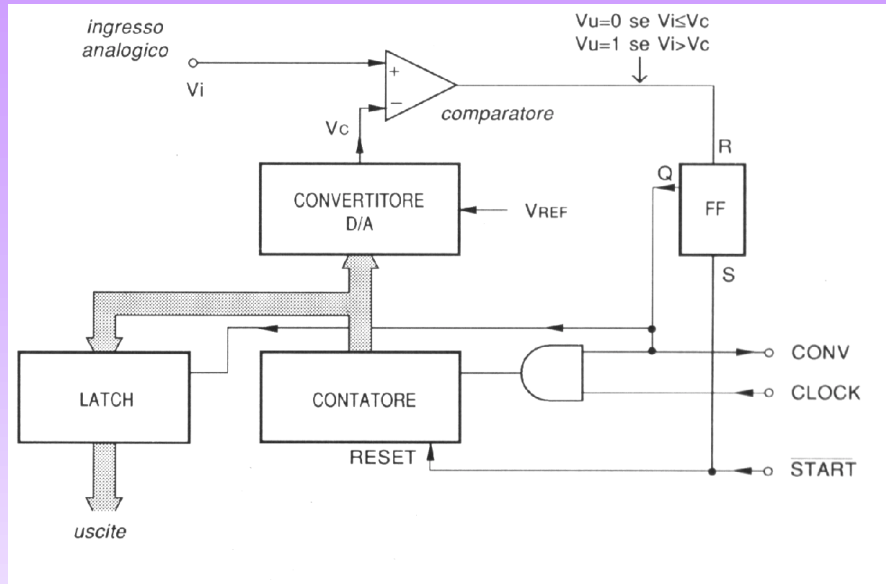 ingresso
analogico
Vi
Vu=0 se Vi≤Vc
Vu=1 se Vi>Vc
+
−
comparatore
Vc
R
Q
FF
S
CONVERTITORE
D/A
VREF
LATCH
CONTATORE
CONV
CLOCK
RESET
START
uscite